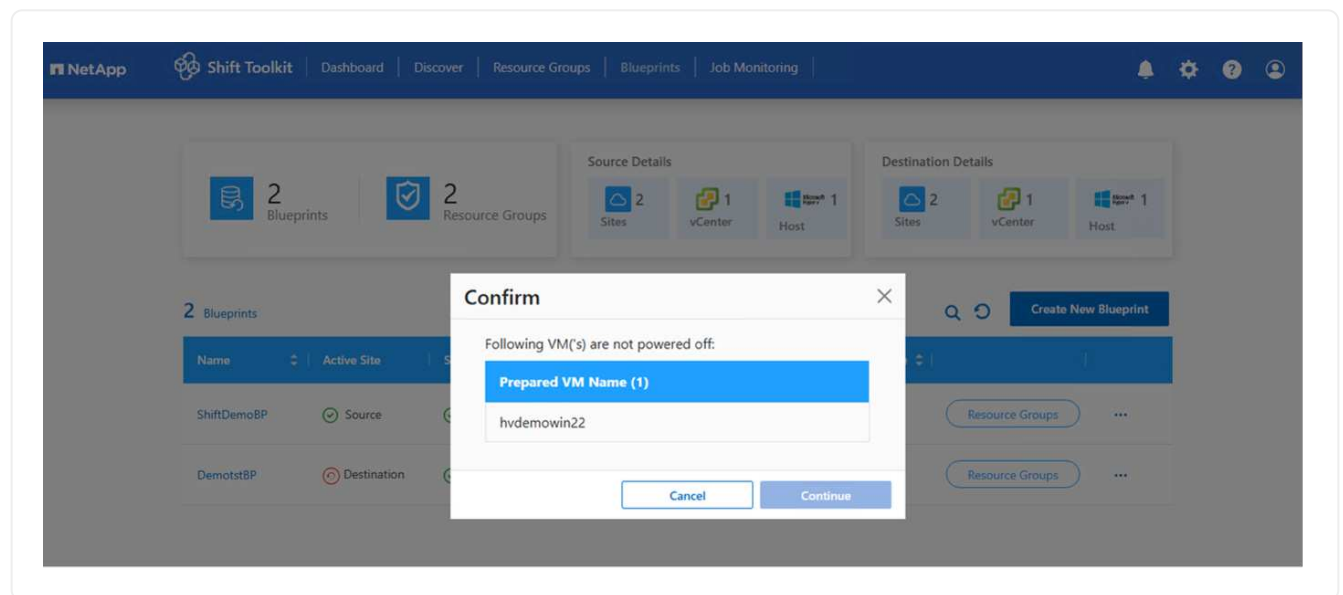 NetApp
Shift Toolkit
Dashboard
Discover
Resource Groups
Blueprints
Job Monitoring
2
Blueprints
2
Resource Groups
Source Details
2
Sites
1
vCenter
1
Host
Destination Details
2
Sites
1
vCenter
1
Host
2 Blueprints
Create New Blueprint
Name
Active Site
S
ShiftDemoBP
Source
Resource Groups
DemotstBP
Destination
Resource Groups
Confirm
Following VM('s) are not powered off:
Prepared VM Name (1)
hvdemowin22
Cancel
Continue